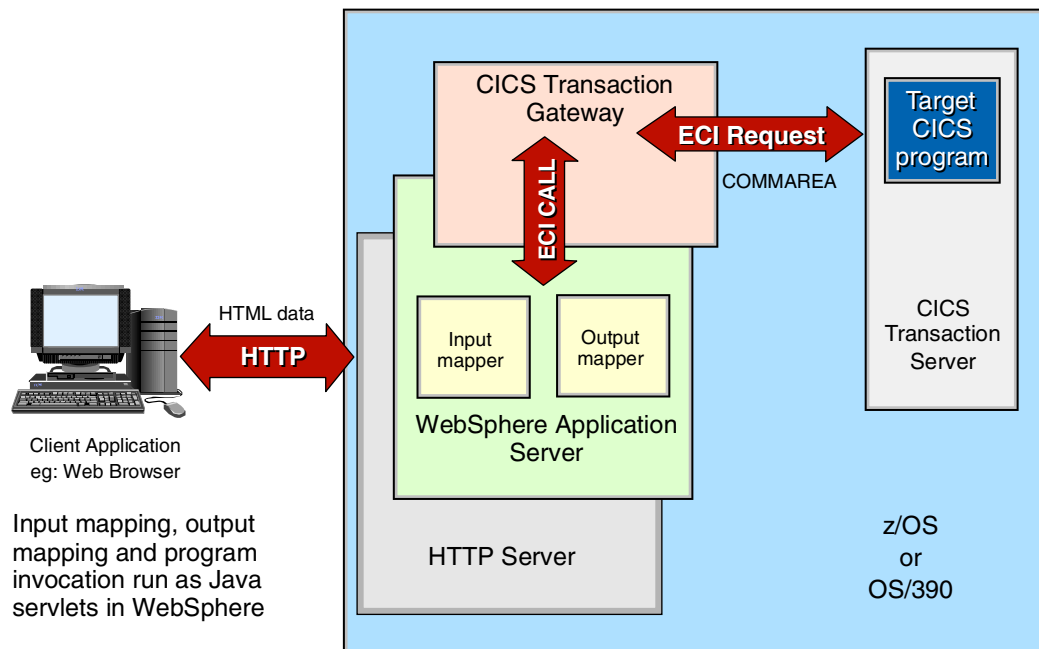 CICS Transaction
Gateway
ECI Request
COMMAREA
Target
CICS
program
CICS
Transaction
Server
ECI CALL
HTML data
HTTP
Input
mapper
Output
mapper
WebSphere Application
Server
HTTP Server
Client Application
eg: Web Browser
Input mapping, output
mapping and program
invocation run as Java
servlets in WebSphere
z/OS
or
OS/390